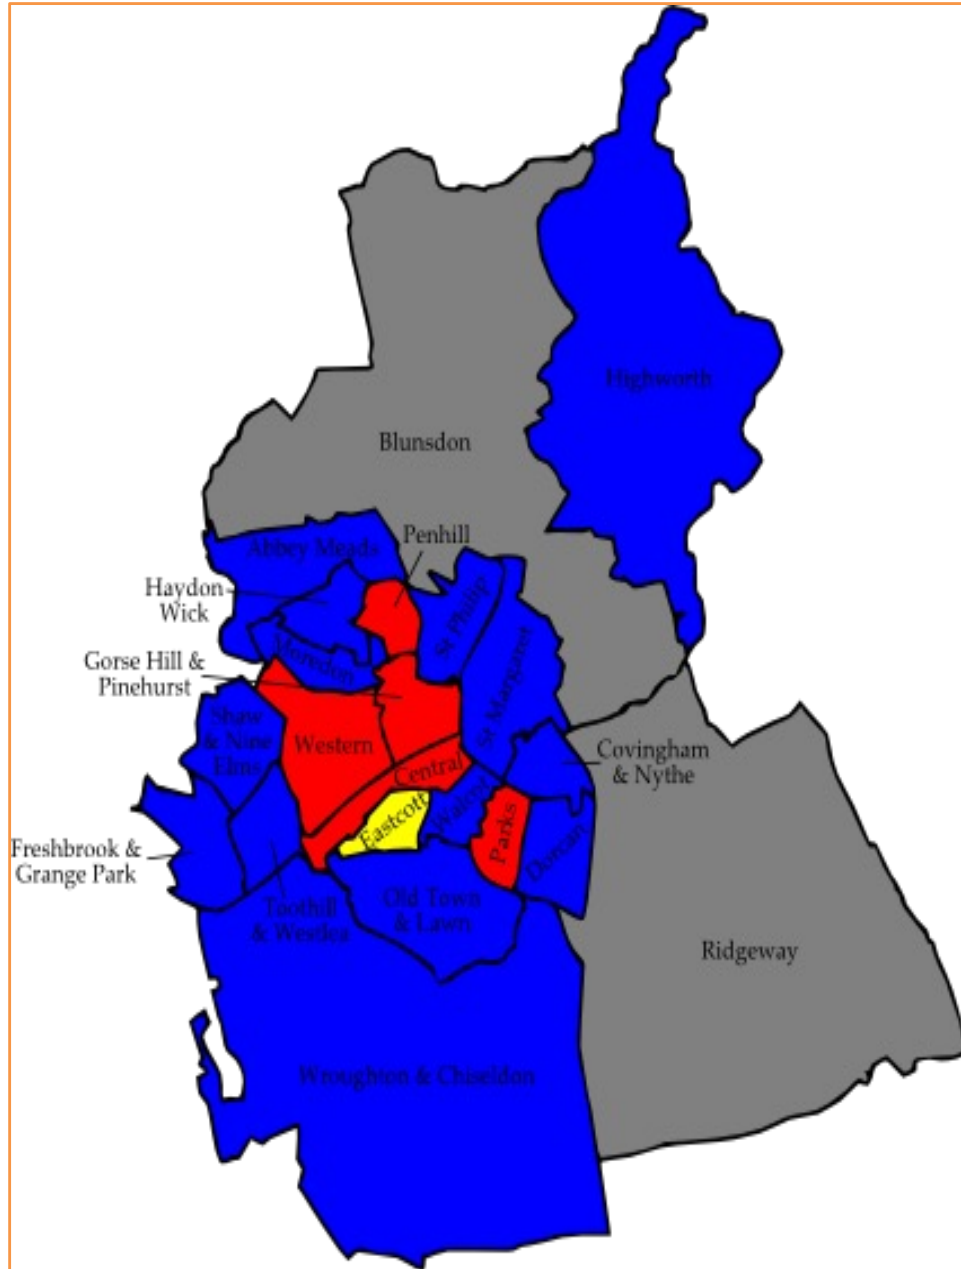 Highworth
Blunsdon
Penhill
Abbey Meads
Haydon
Wick
St Phillip
Moredon
St Margaret
Gorse Hill &
Pinehurst
Shaw
& Nine
Elms
Western
Central
Covingham
& Nythe
Eastcott
Walcot
Parks
Dorcan
Freshbrook &
Grange Park
Toothill
& Westlea
Old Town
& Lawn
Ridgeway
Wroughton & Chiseldon